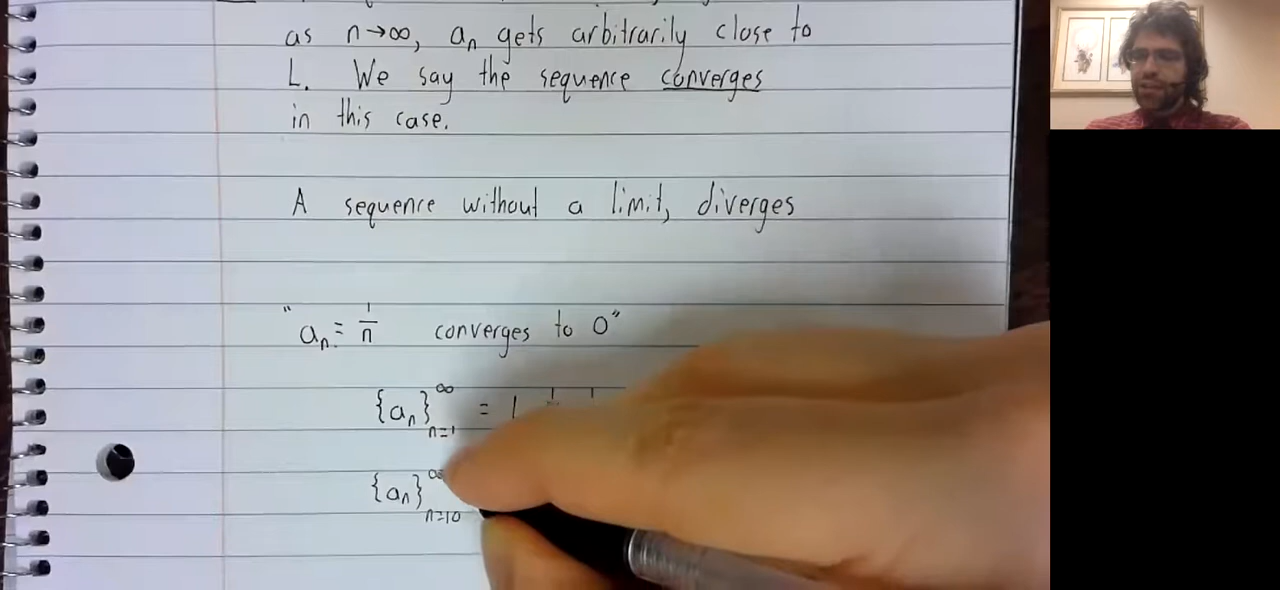 as n→∞, aₙ gets arbitrarily close to
L. We say the sequence converges
in this case.
A sequence without a limit, diverges
"aₙ = 1/n converges to 0"
{aₙ}ₙ₌₁^∞ = 1
{aₙ}ₙ₌₁₀^∞